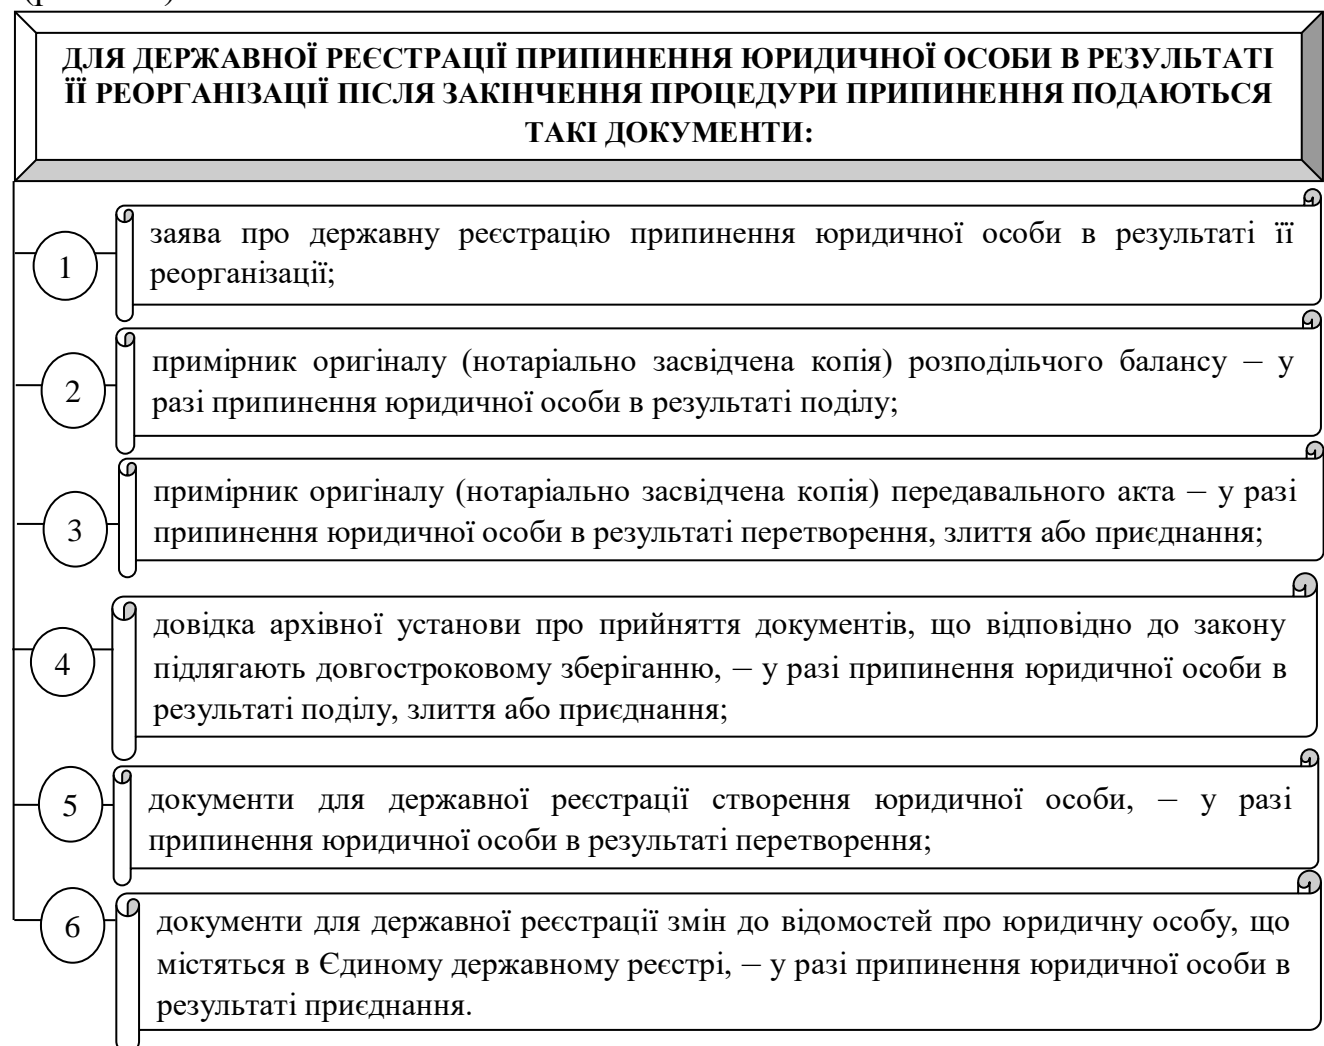 ДЛЯ ДЕРЖАВНОЇ РЕЄСТРАЦІЇ ПРИПИНЕННЯ ЮРИДИЧНОЇ ОСОБИ В РЕЗУЛЬТАТІ
ЇЇ РЕОРГАНІЗАЦІЇ ПІСЛЯ ЗАКІНЧЕННЯ ПРОЦЕДУРИ ПРИПИНЕННЯ ПОДАЮТЬСЯ
ТАКІ ДОКУМЕНТИ:
1
заява про державну реєстрацію припинення юридичної особи в результаті її
реорганізації;
2
примірник оригіналу (нотаріально засвідчена копія) розподільчого балансу – у
разі припинення юридичної особи в результаті поділу;
3
примірник оригіналу (нотаріально засвідчена копія) передавального акта – у разі
припинення юридичної особи в результаті перетворення, злиття або приєднання;
4
довідка архівної установи про прийняття документів, що відповідно до закону
підлягають довгостроковому зберіганню, – у разі припинення юридичної особи в
результаті поділу, злиття або приєднання;
5
документи для державної реєстрації створення юридичної особи, – у разі
припинення юридичної особи в результаті перетворення;
6
документи для державної реєстрації змін до відомостей про юридичну особу, що
містяться в Єдиному державному реєстрі, – у разі припинення юридичної особи в
результаті приєднання.